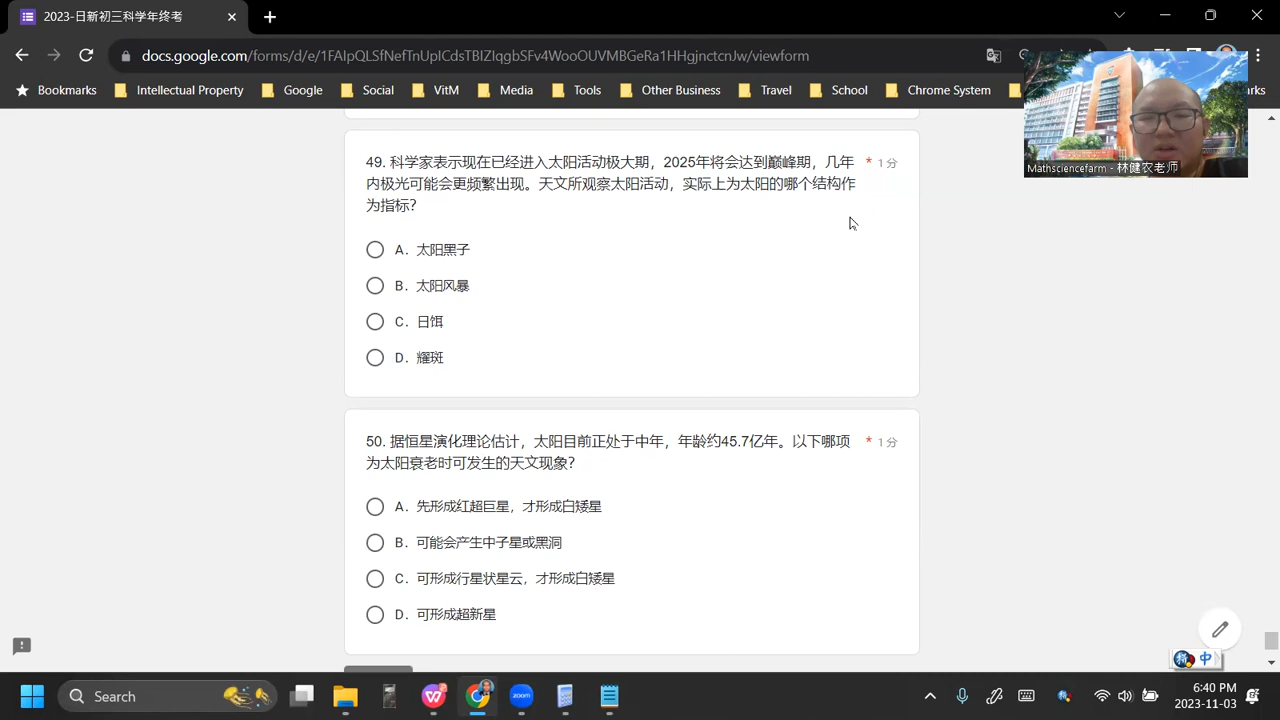 2023-日新初三科学年终考
docs.google.com/forms/d/e/1FAIpQLSfNefTnUpICdsTBIZIqqbSFy4WooOUVMBGeRa1HHgjnctcnJw/viewform
Bookmarks
Intellectual Property
Google
Social
VitM
Media
Tools
Other Business
Travel
School
Chrome System
Mathsciencefarm - 林健农老师
49. 科学家表示现在已经进入太阳活动极大期，2025年将会达到巅峰期，几年
* 1 分
内极光可能会更频繁出现。天文所观察太阳活动，实际上为太阳的哪个结构作
为指标？
A. 太阳黑子
B. 太阳风暴
C. 日饵
D. 耀斑
50. 据恒星演化理论估计，太阳目前正处于中年，年龄约45.7亿年。以下哪项
* 1 分
为太阳衰老时可发生的天文现象？
A. 先形成红超巨星，才形成白矮星
B. 可能会产生中子星或黑洞
C. 可形成行星状星云，才形成白矮星
D. 可形成超新星
中
Search
zoom
6:40 PM
2023-11-03